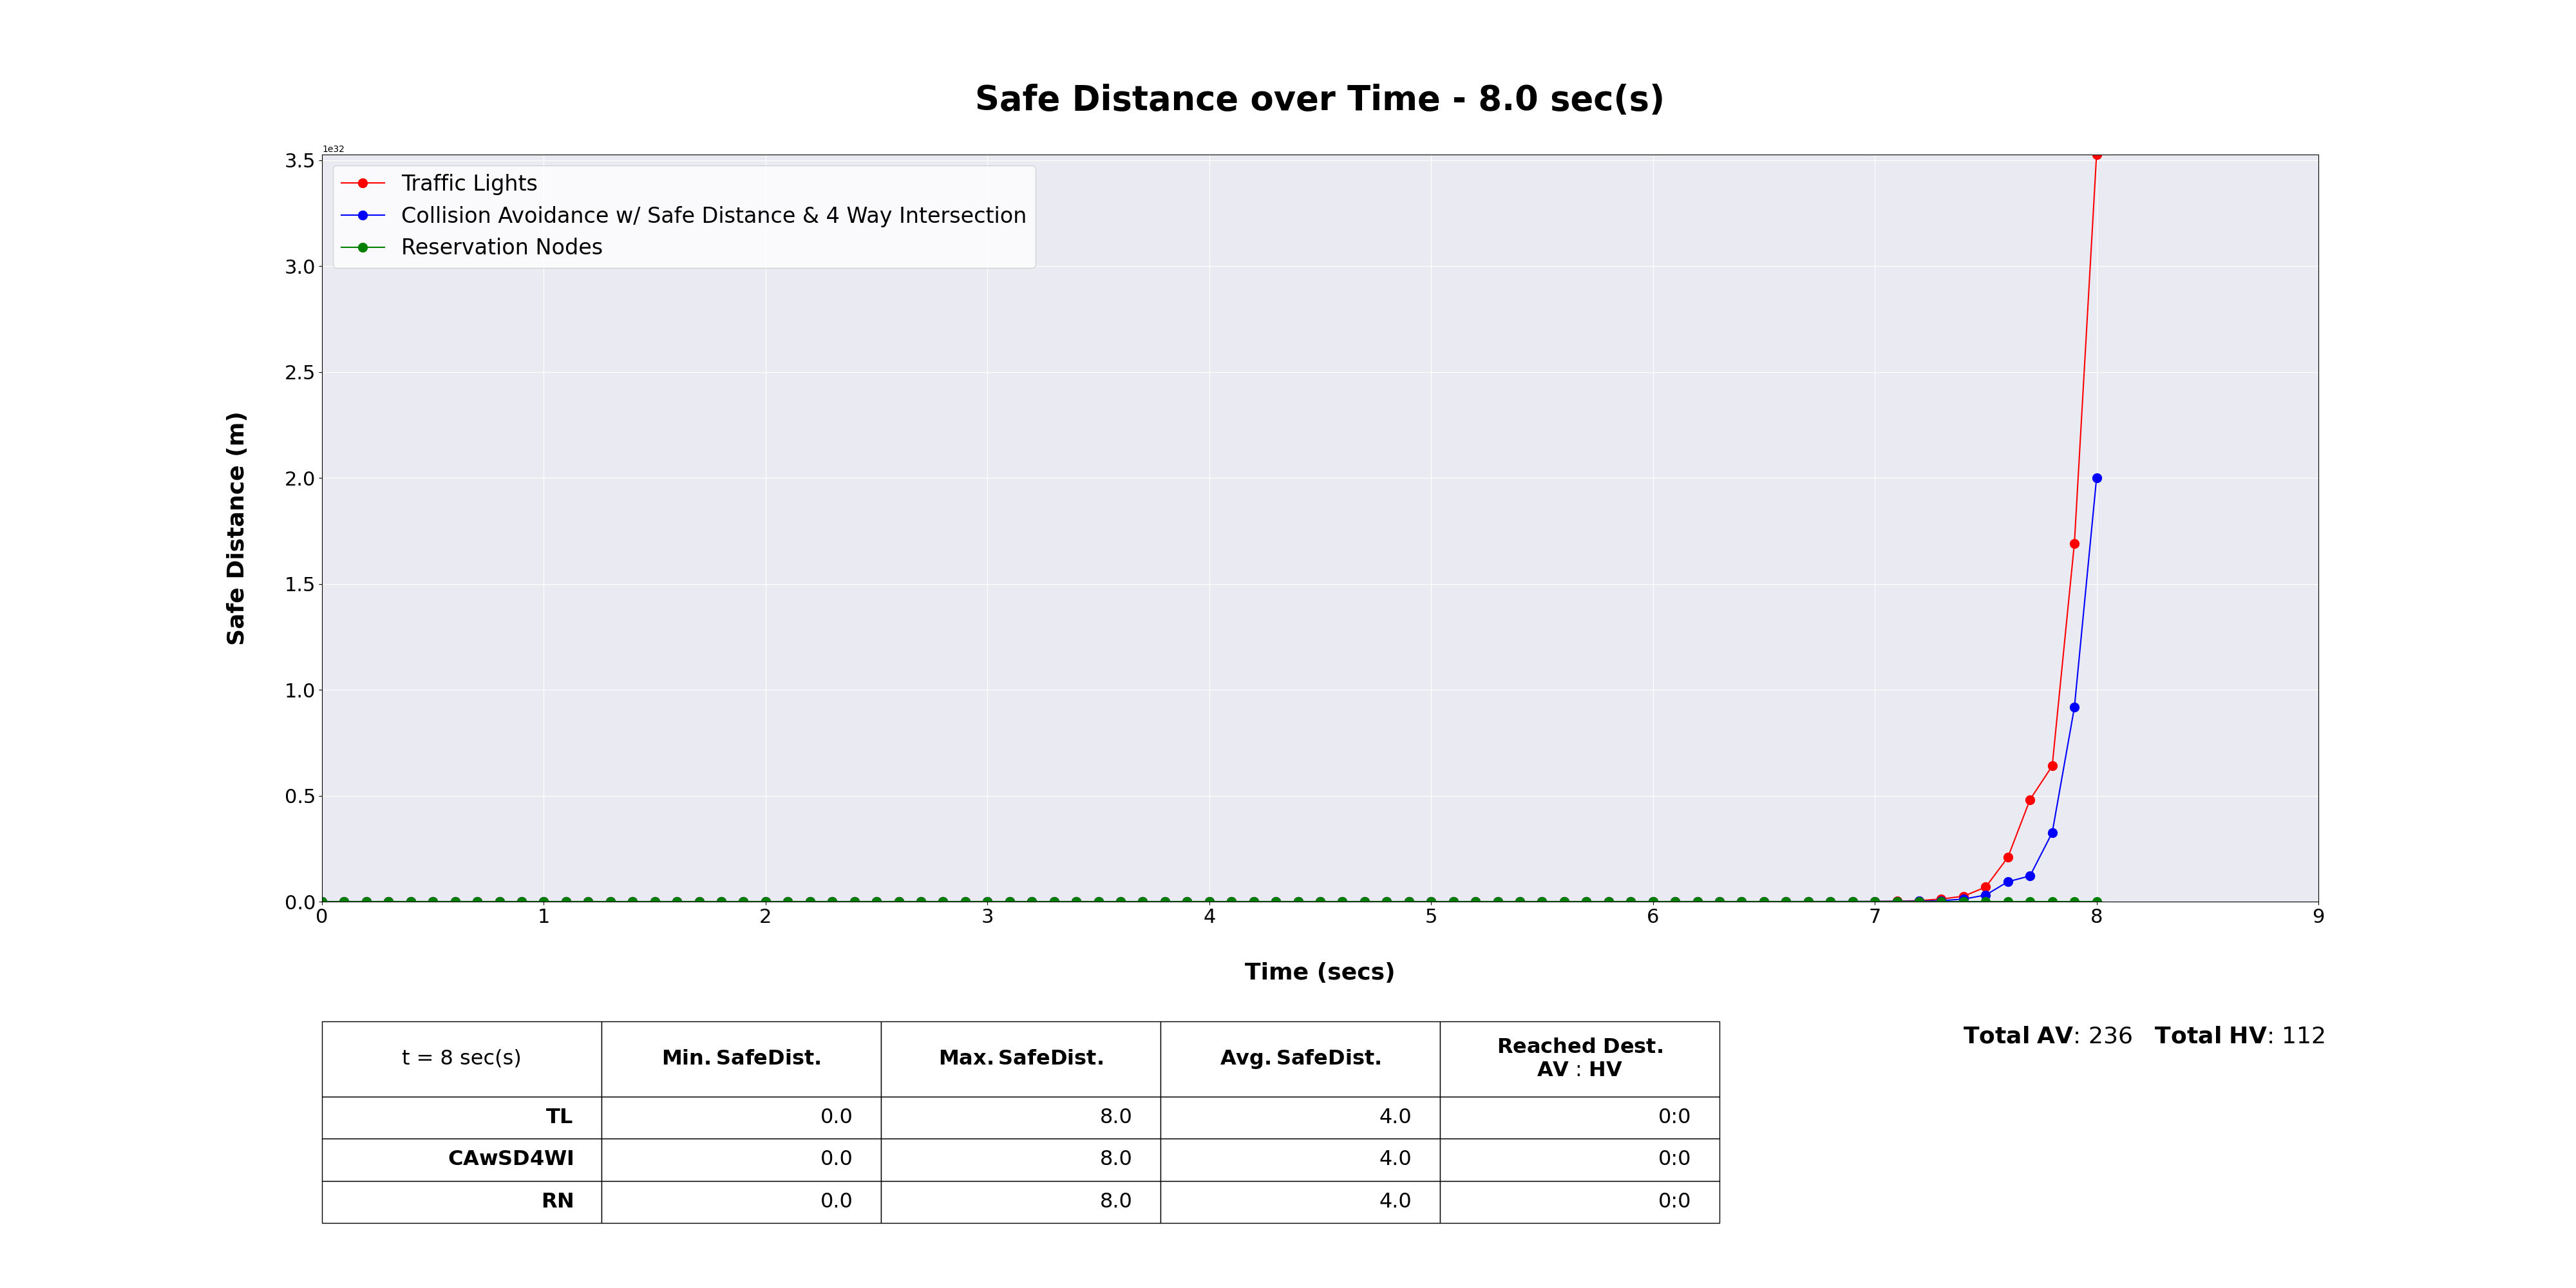 Safe Distance over Time - 8.0 sec(s)
1e32
3.5
3.0
2.5
2.0
1.5
1.0
0.5
0.0
Safe Distance (m)
Traffic Lights
Collision Avoidance w/ Safe Distance & 4 Way Intersection
Reservation Nodes
0 1 2 3 4 5 6 7 8 9
Time (secs)
t = 8 sec(s) Min. SafeDist. Max. SafeDist. Avg. SafeDist. Reached Dest.
AV : HV
TL 0.0 8.0 4.0 0:0
CAwSD4WI 0.0 8.0 4.0 0:0
RN 0.0 8.0 4.0 0:0
Total AV: 236 Total HV: 112